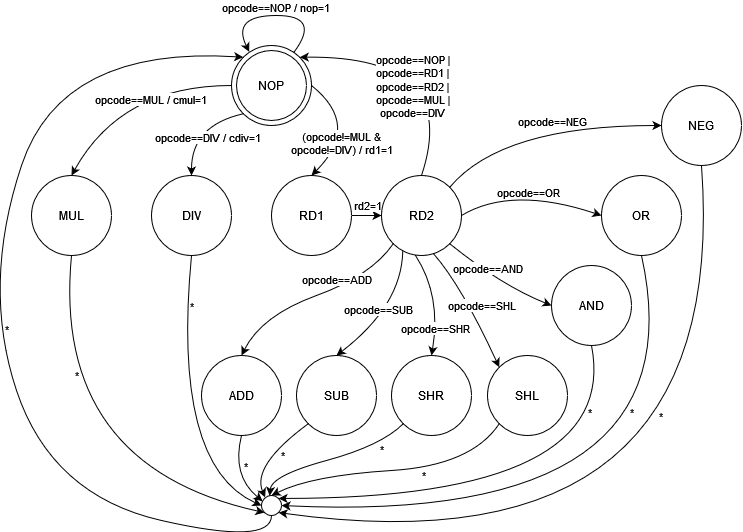 opcode==NOP / nop=1
NOP
opcode==NOP |
opcode==RD1 |
opcode==RD2 |
opcode==MUL |
opcode==DIV
opcode==MUL / cmul=1
opcode==DIV / cdiv=1
(opcode!=MUL &
opcode!=DIV) / rd1=1
opcode==NEG
NEG
MUL
DIV
RD1
rd2=1
RD2
opcode==OR
OR
opcode==ADD
opcode==SUB
opcode==SHR
opcode==SHL
opcode==AND
AND
*
*
ADD
SUB
SHR
SHL
*
*
*
*
*
*
*
*